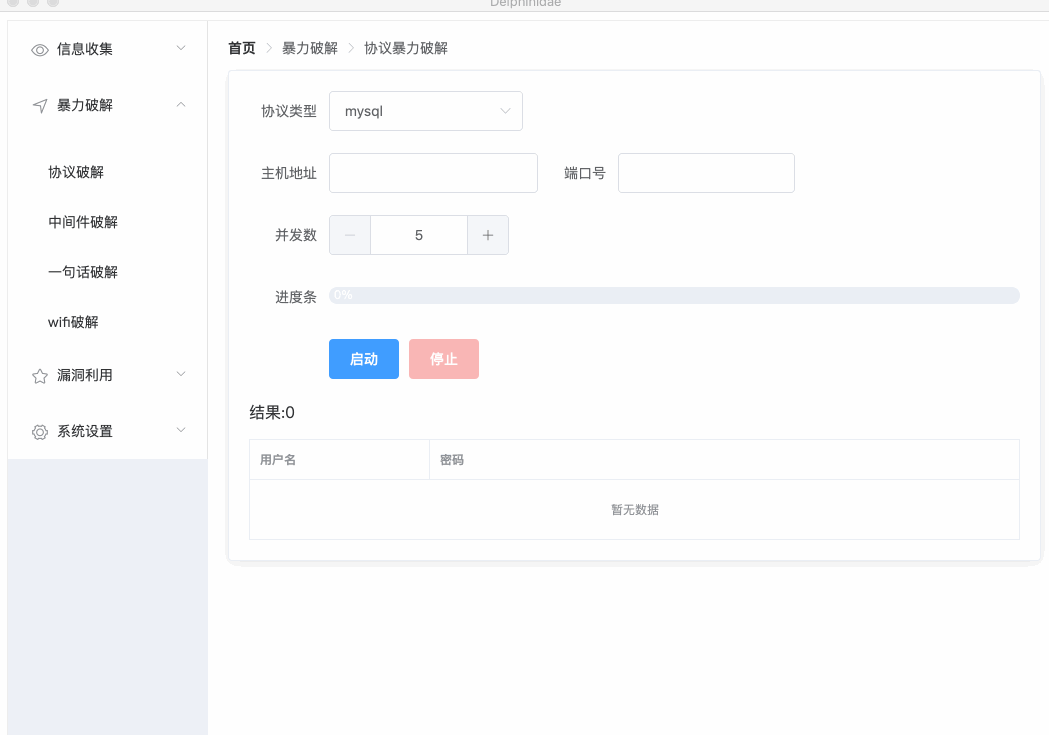 Delphinidae
信息收集
暴力破解
协议破解
中间件破解
一句话破解
wifi破解
漏洞利用
系统设置
首页 > 暴力破解 > 协议暴力破解
协议类型 mysql
主机地址 端口号
并发数 − 5 +
进度条 0%
启动 停止
结果:0
用户名 密码
暂无数据